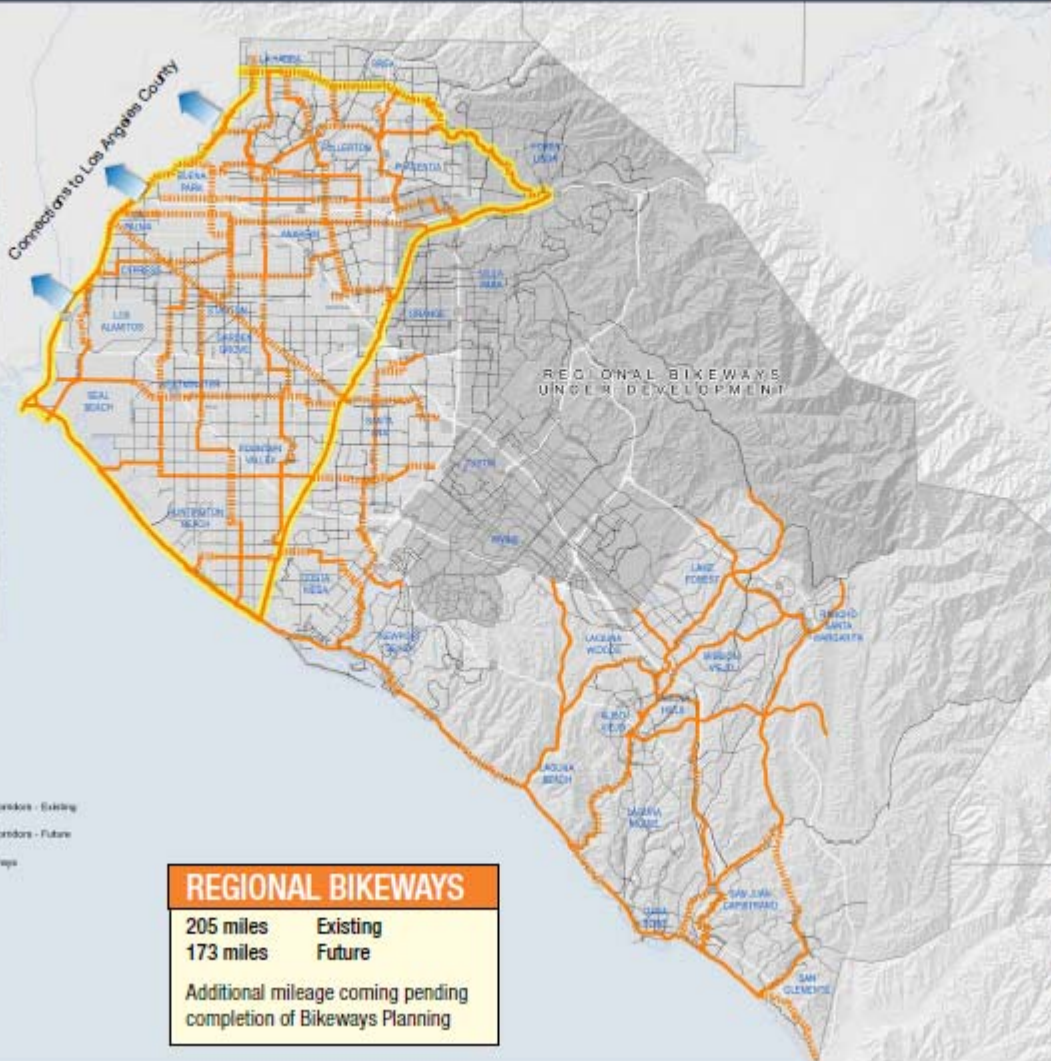 Connections to Los Angeles County
LA HABRA
BREA
FULLERTON
PLACENTIA
YORBA
LINDA
BUENA
PARK
LA
PALMA
ANAHEIM
CYPRESS
VILLA
PARK
LOS
ALAMITOS
STANTON
ORANGE
GARDEN
GROVE
REGIONAL BIKEWAYS
UNDER DEVELOPMENT
WESTMINSTER
SEAL
BEACH
SANTA
ANA
FOUNTAIN
VALLEY
TUSTIN
HUNTINGTON
BEACH
IRVINE
COSTA
MESA
LAKE
FOREST
RANCHO
SANTA
MARGARITA
NEWPORT
BEACH
LAGUNA
WOODS
MISSION
VIEJO
LAGUNA
HILLS
ALISO
VIEJO
LAGUNA
BEACH
LAGUNA
NIGUEL
SAN JUAN
CAPISTRANO
DANA
POINT
SAN
CLEMENTE
orridors - Existing
orridors - Future
REGIONAL BIKEWAYS
205 miles Existing
173 miles Future
Additional mileage coming pending
completion of Bikeways Planning